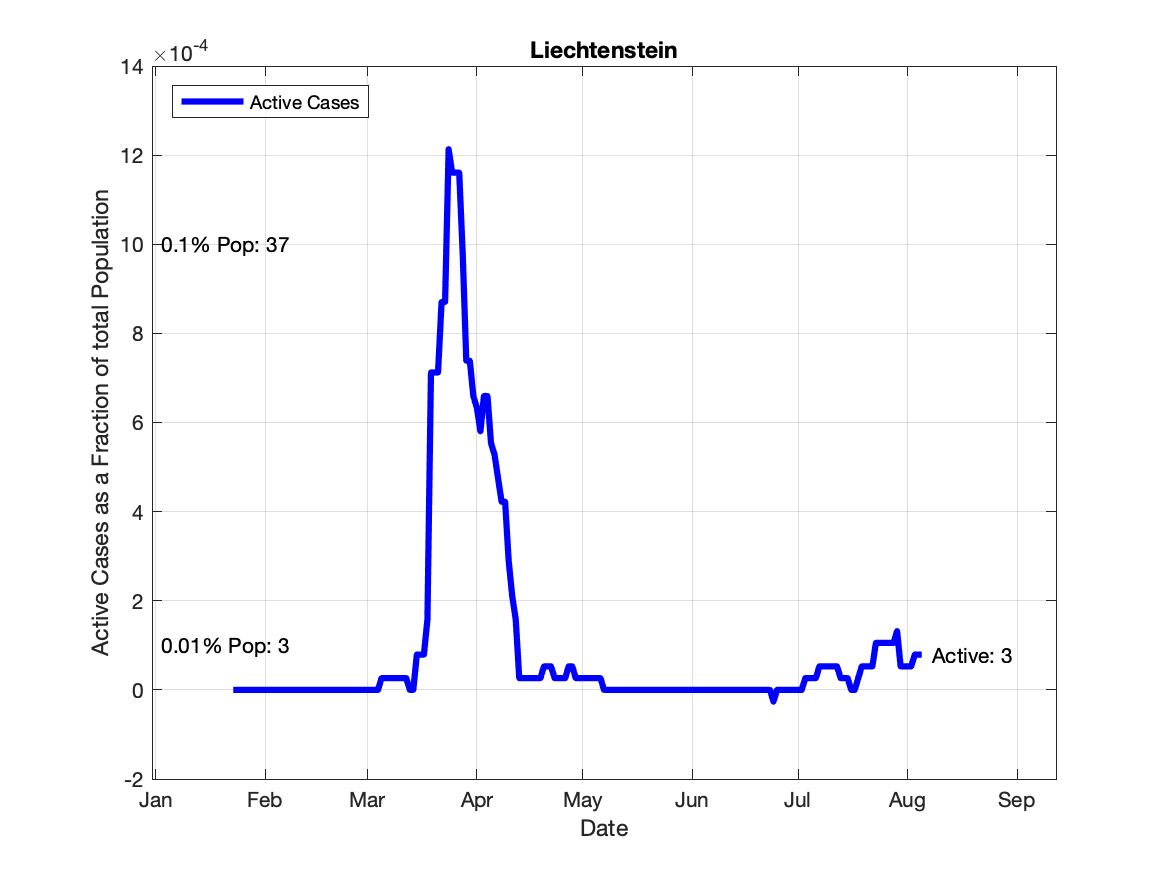 Liechtenstein
×10^-4
14
12
10
8
6
4
2
0
-2
Active Cases
0.1% Pop: 37
0.01% Pop: 3
Active: 3
Active Cases as a Fraction of total Population
Jan Feb Mar Apr May Jun Jul Aug Sep
Date